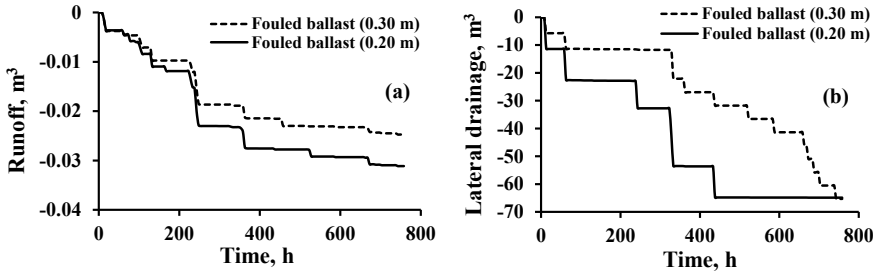 Fouled ballast (0.30 m)
Fouled ballast (0.20 m)
(a)
Runoff, m³
0
-0.01
-0.02
-0.03
-0.04
0 200 400 600 800
Time, h
Fouled ballast (0.30 m)
Fouled ballast (0.20 m)
(b)
Lateral drainage, m³
0
-10
-20
-30
-40
-50
-60
-70
0 200 400 600 800
Time, h